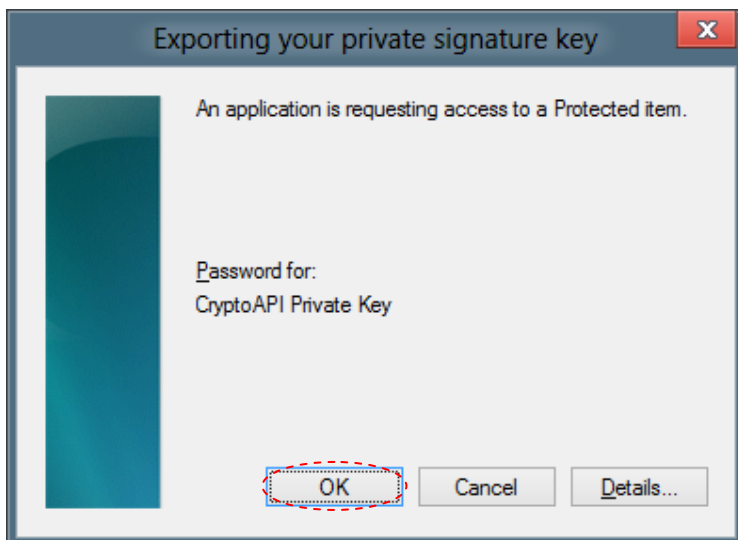 Exporting your private signature key
x
An application is requesting access to a Protected item.
Password for:
CryptoAPI Private Key
OK Cancel Details...